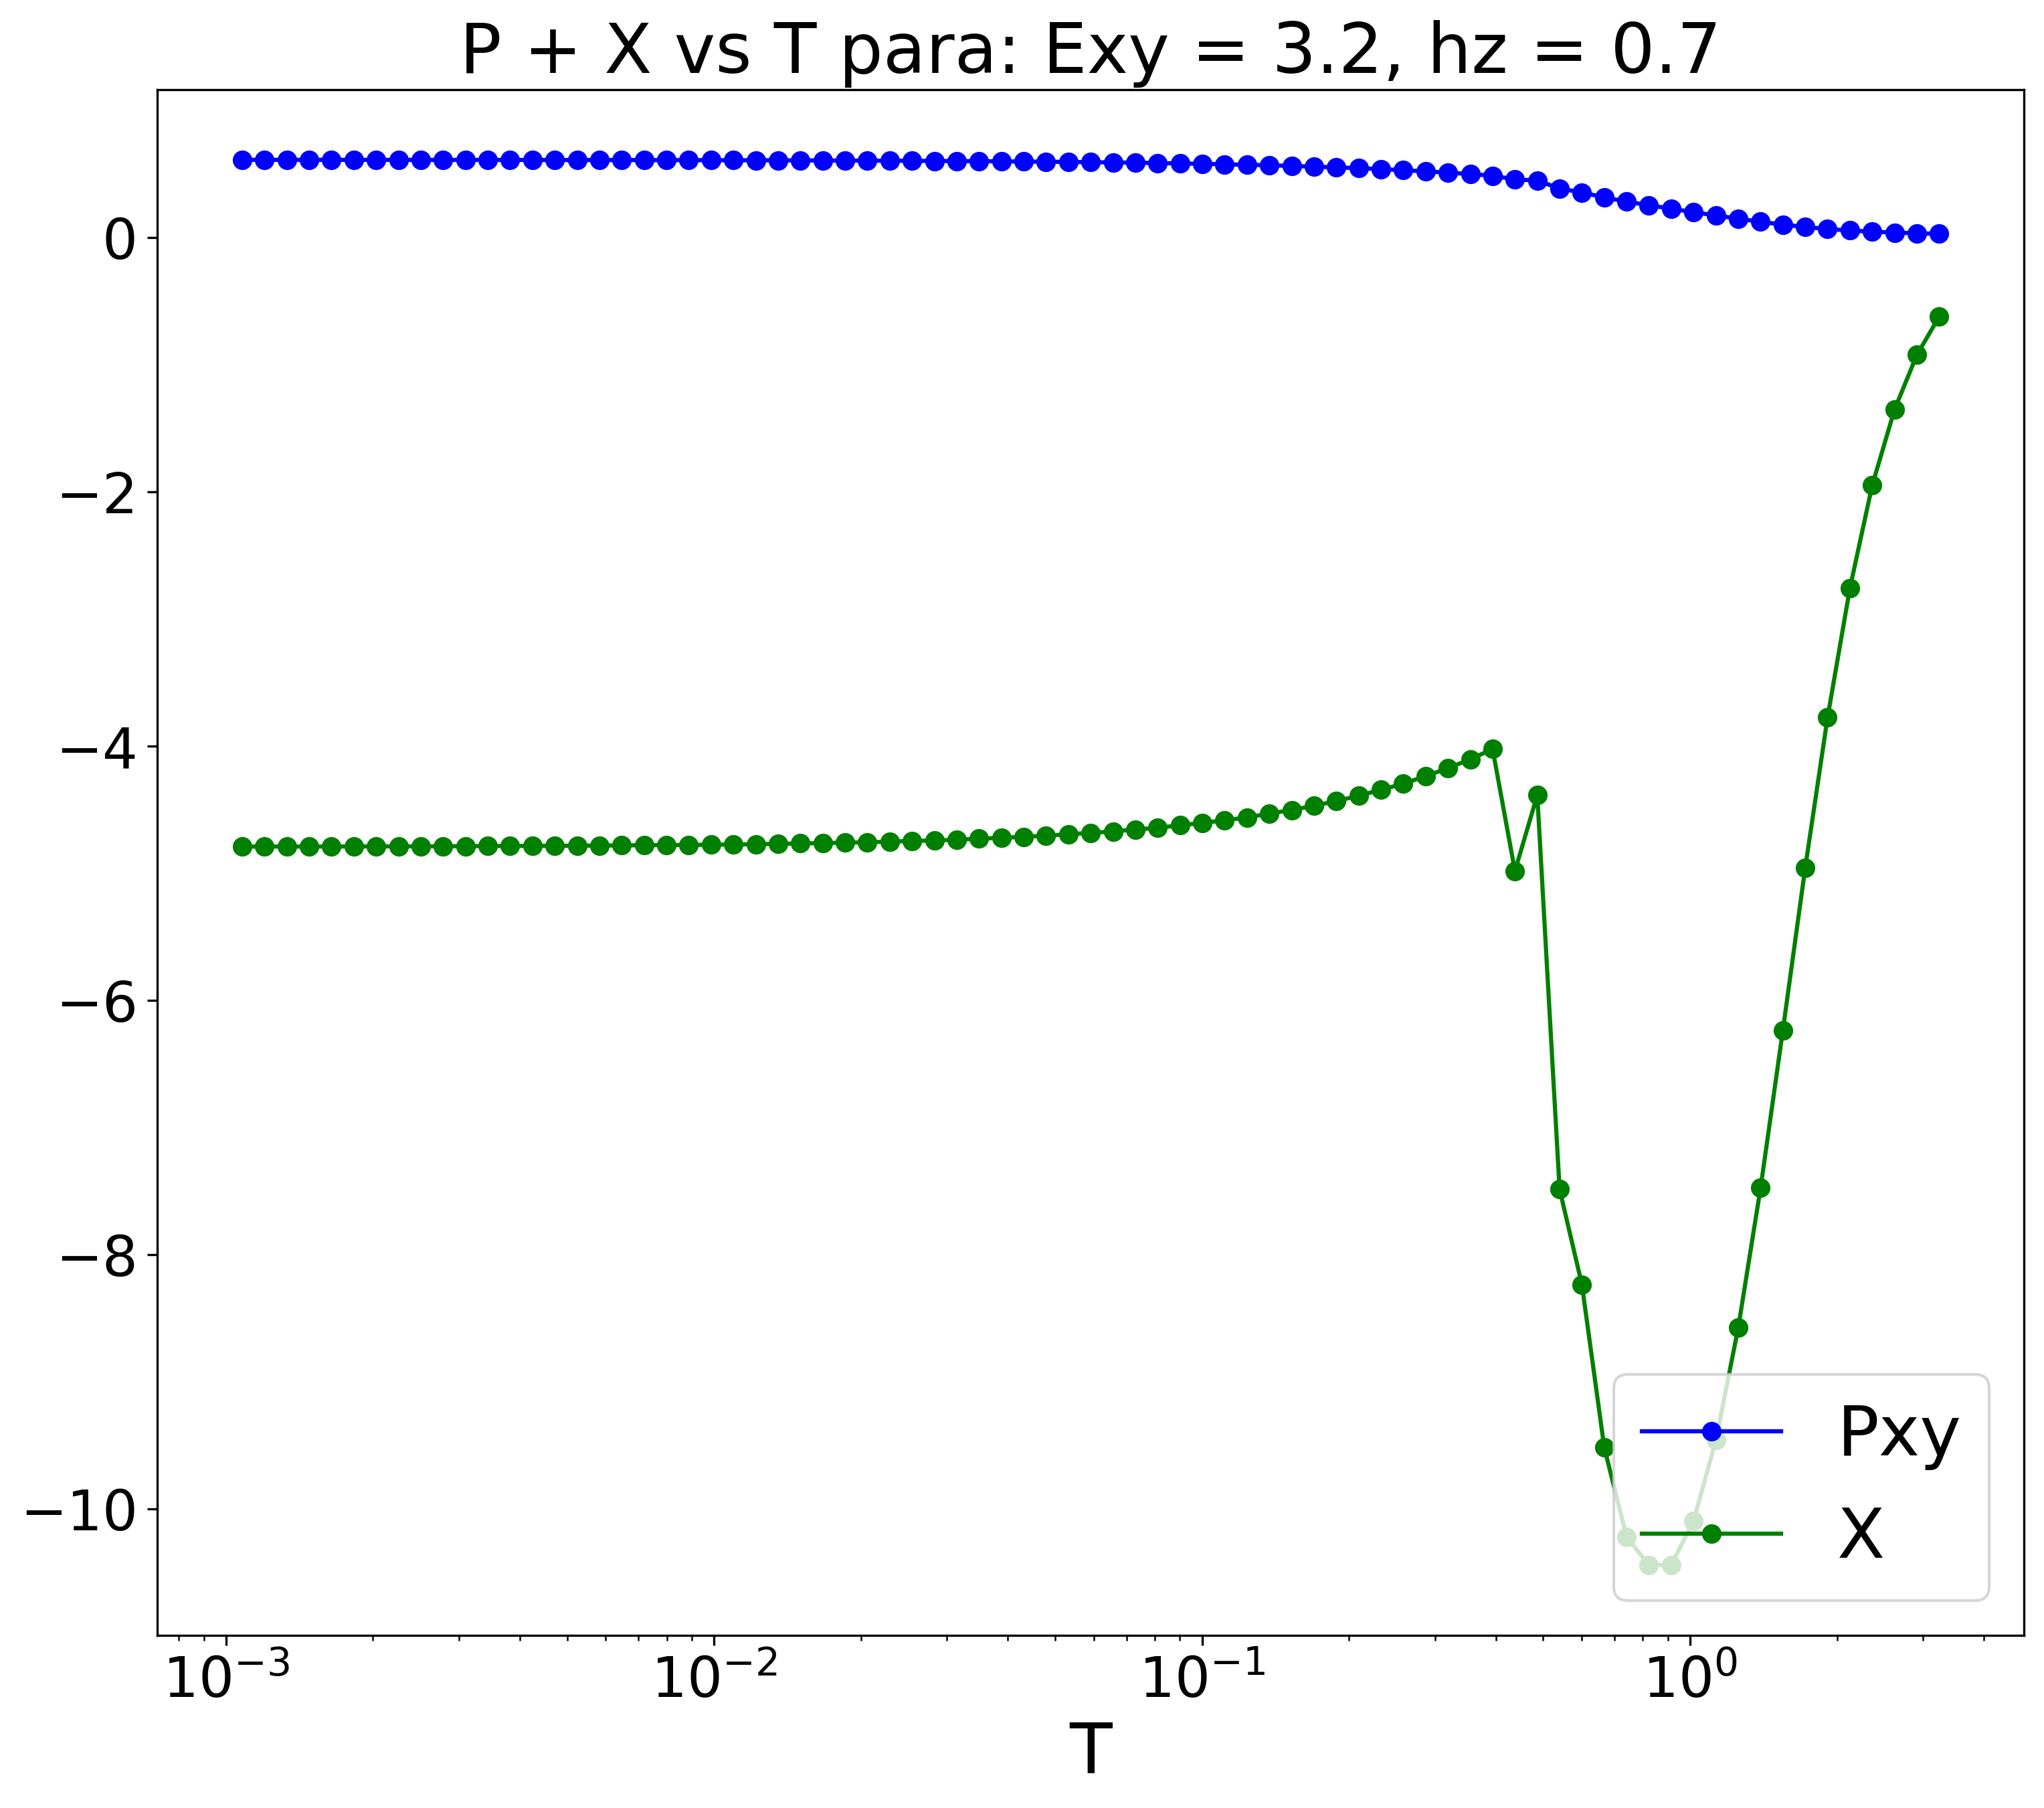 P + X vs T para: Exy = 3.2, hz = 0.7
0
−2
−4
−6
−8
−10
10⁻³ 10⁻² 10⁻¹ 10⁰
T
Pxy
X